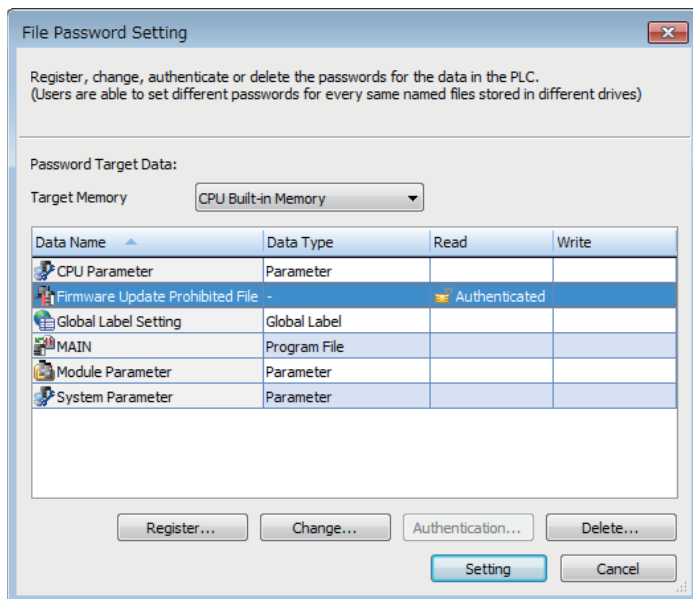 File Password Setting
Register, change, authenticate or delete the passwords for the data in the PLC.
(Users are able to set different passwords for every same named files stored in different drives)
Password Target Data:
Target Memory CPU Built-in Memory
Data Name Data Type Read Write
CPU Parameter Parameter
Firmware Update Prohibited File - Authenticated
Global Label Setting Global Label
MAIN Program File
Module Parameter Parameter
System Parameter Parameter
Register... Change... Authentication... Delete...
Setting Cancel